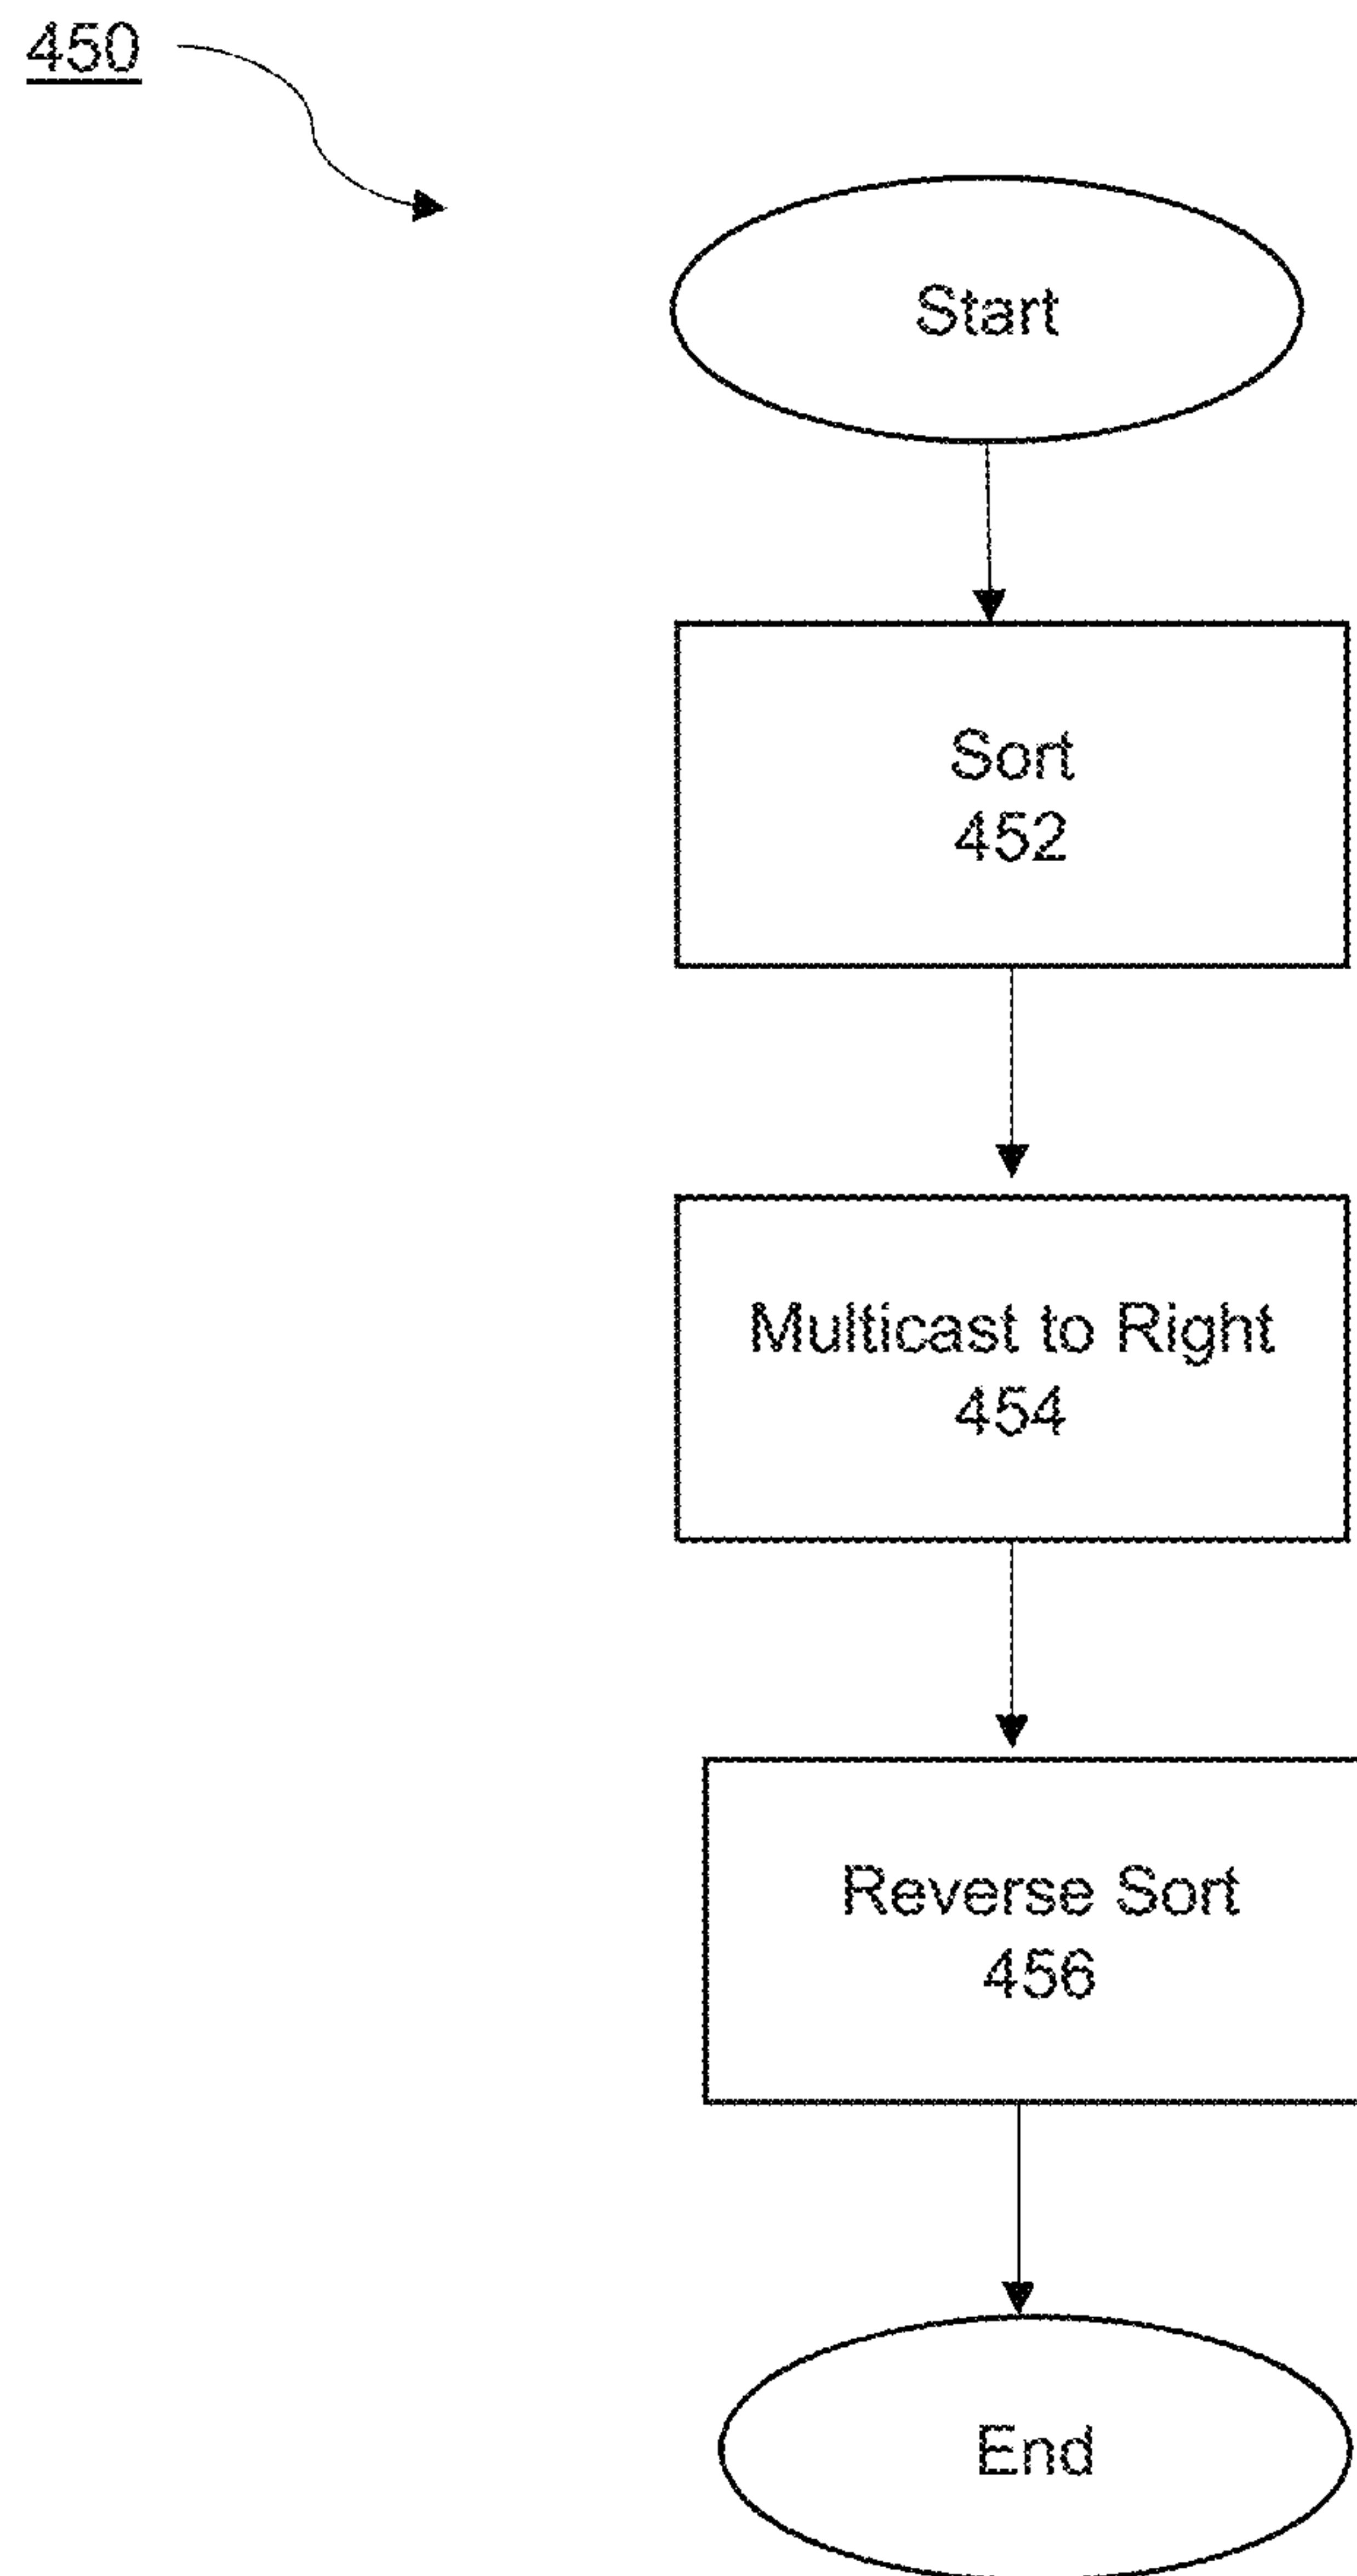 450
Start
Sort
452
Multicast to Right
454
Reverse Sort
456
End